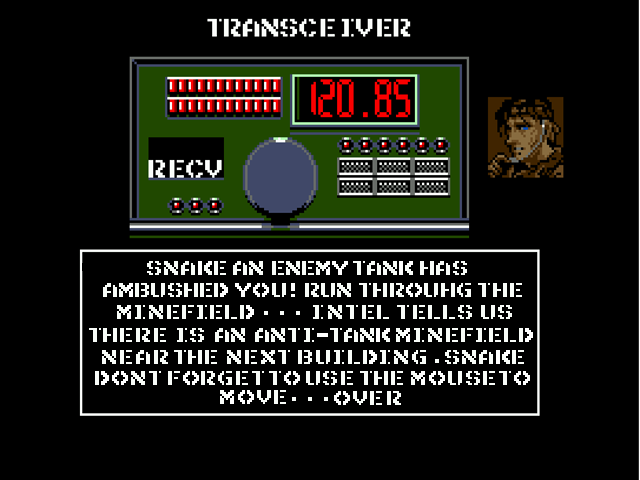 TRANSCEIVER
120.85
RECV
SNAKE AN ENEMY TANK HAS
AMBUSHED YOU! RUN THROUHG THE
MINEFIELD ... INTEL TELLS US
THERE IS AN ANTI-TANK MINEFIELD
NEAR THE NEXT BUILDING .SNAKE
DONT FORGET TO USE THE MOUSE TO
MOVE...OVER